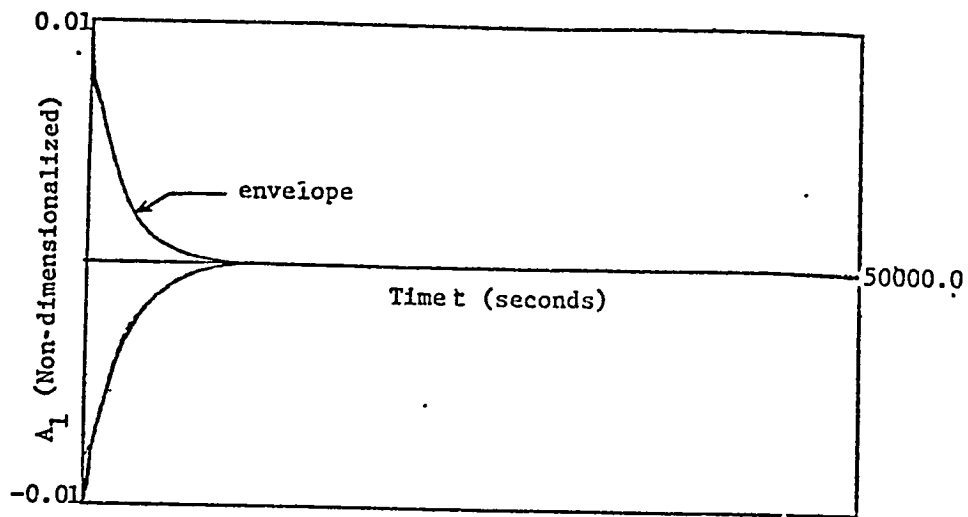 0.01
A1 (Non-dimensionalized)
envelope
Time t (seconds)
50000.0
-0.01